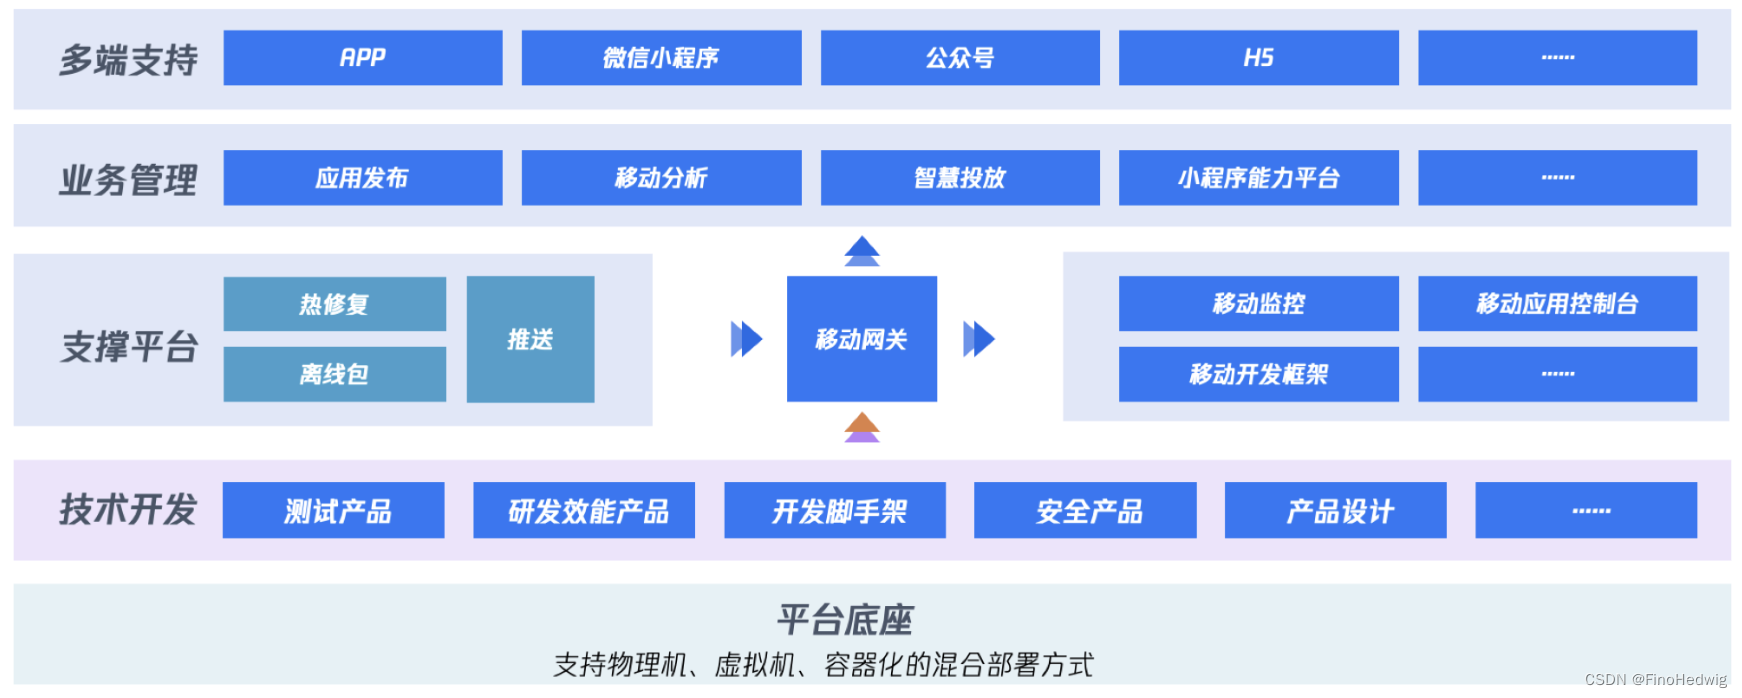 多端支持
APP
微信小程序
公众号
H5
······
业务管理
应用发布
移动分析
智慧投放
小程序能力平台
······
支撑平台
热修复
离线包
推送
移动网关
移动监控
移动应用控制台
移动开发框架
······
技术开发
测试产品
研发效能产品
开发脚手架
安全产品
产品设计
······
平台底座
支持物理机、虚拟机、容器化的混合部署方式
CSDN @FinoHedwig